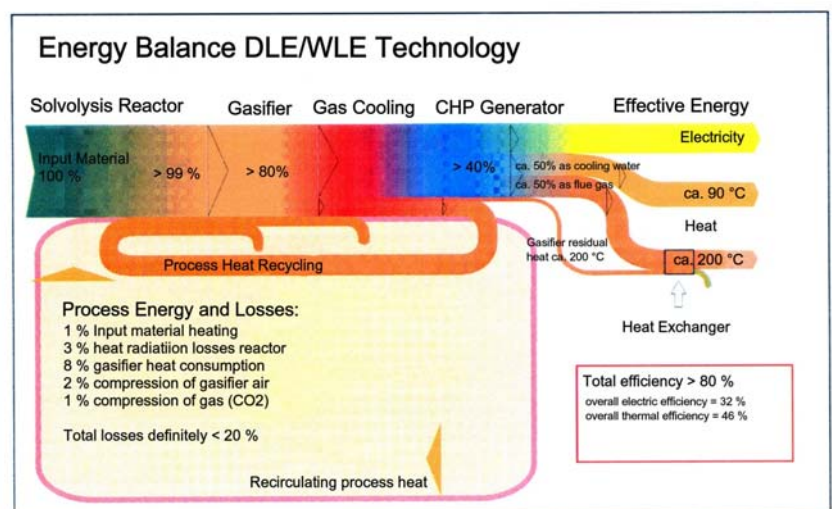 Energy Balance DLE/WLE Technology
Solvolysis Reactor
Gasifier
Gas Cooling
CHP Generator
Effective Energy
Input Material
100 %
> 99 %
> 80%
> 40%
Electricity
ca. 50% as cooling water
ca. 50% as flue gas
ca. 90 °C
Heat
Gasifier residual
heat ca. 200 °C
ca. 200 °C
Process Heat Recycling
Heat Exchanger
Process Energy and Losses:
1 % Input material heating
3 % heat radiatiion losses reactor
8 % gasifier heat consumption
2 % compression of gasifier air
1 % compression of gas (CO2)
Total losses definitely < 20 %
Recirculating process heat
Total efficiency > 80 %
overall electric efficiency = 32 %
overall thermal efficiency = 46 %